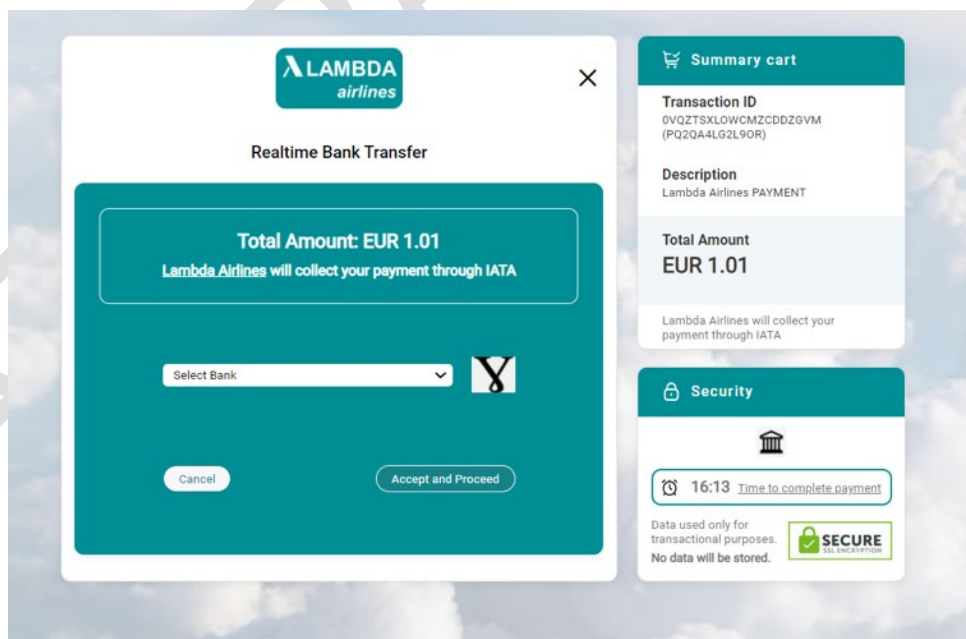 LAMBDA
airlines
Realtime Bank Transfer
Total Amount: EUR 1.01
Lambda Airlines will collect your payment through IATA
Select Bank
Cancel
Accept and Proceed
Summary cart
Transaction ID
0VQZTSXLOWCMZCDDZGVM
(PQ2QA4LG2L9OR)
Description
Lambda Airlines PAYMENT
Total Amount
EUR 1.01
Lambda Airlines will collect your
payment through IATA
Security
16:13 Time to complete payment
Data used only for
transactional purposes.
No data will be stored.
SECURE
SSL ENCRYPTION